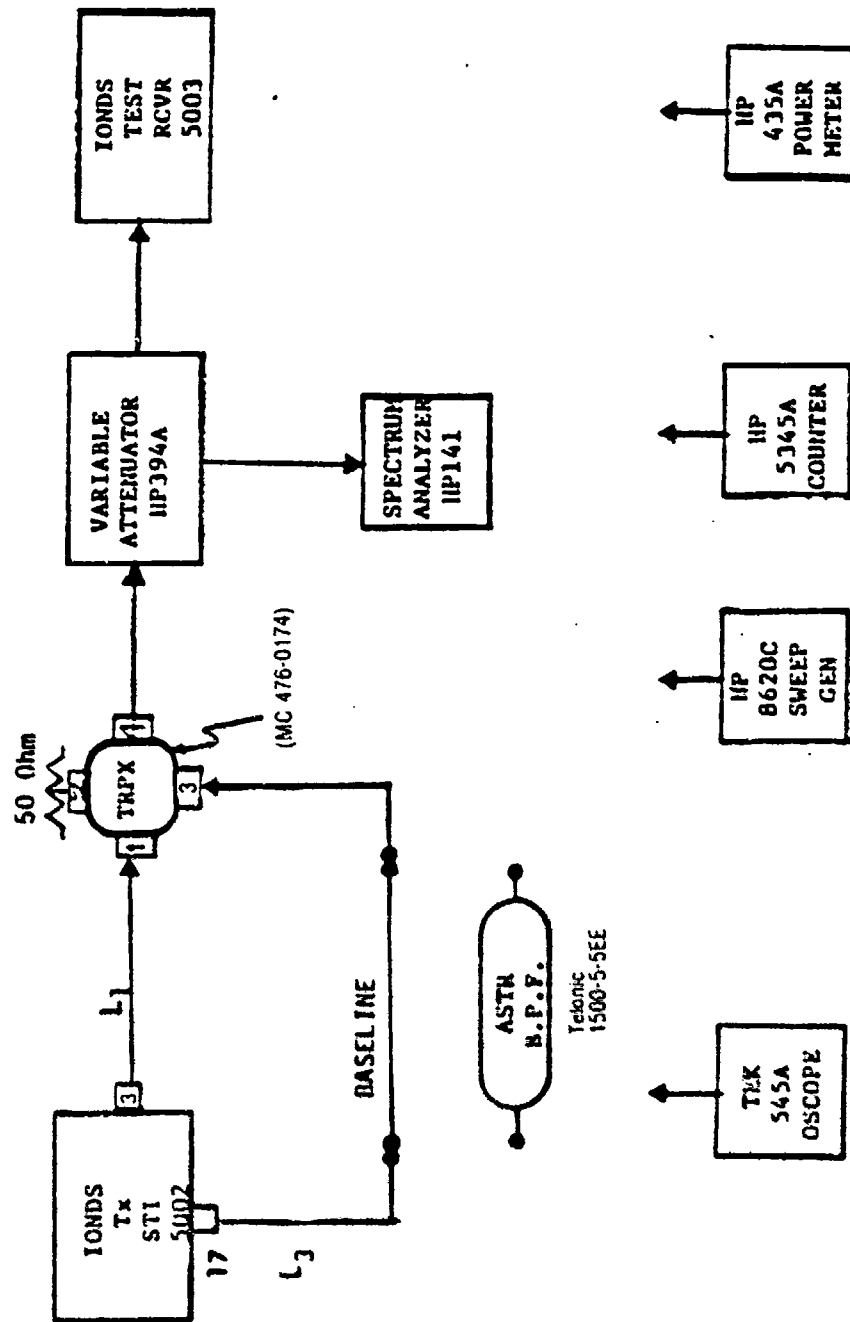 IONDS
Tx
STI
5002
3
17
L1
L3
BASELINE
50 Ohm
1
TRPX
3
(MC 476-0174)
VARIABLE
ATTENUATOR
HP394A
IONDS
TEST
RCVR
5003
SPECTRUM
ANALYZER
HP141
ASTN
B.P.F.
Telonic
1500-5-5EE
TEK
545A
OSCOPE
HP
8620C
SWEEP
GEN
HP
5345A
COUNTER
HP
435A
POWER
METER